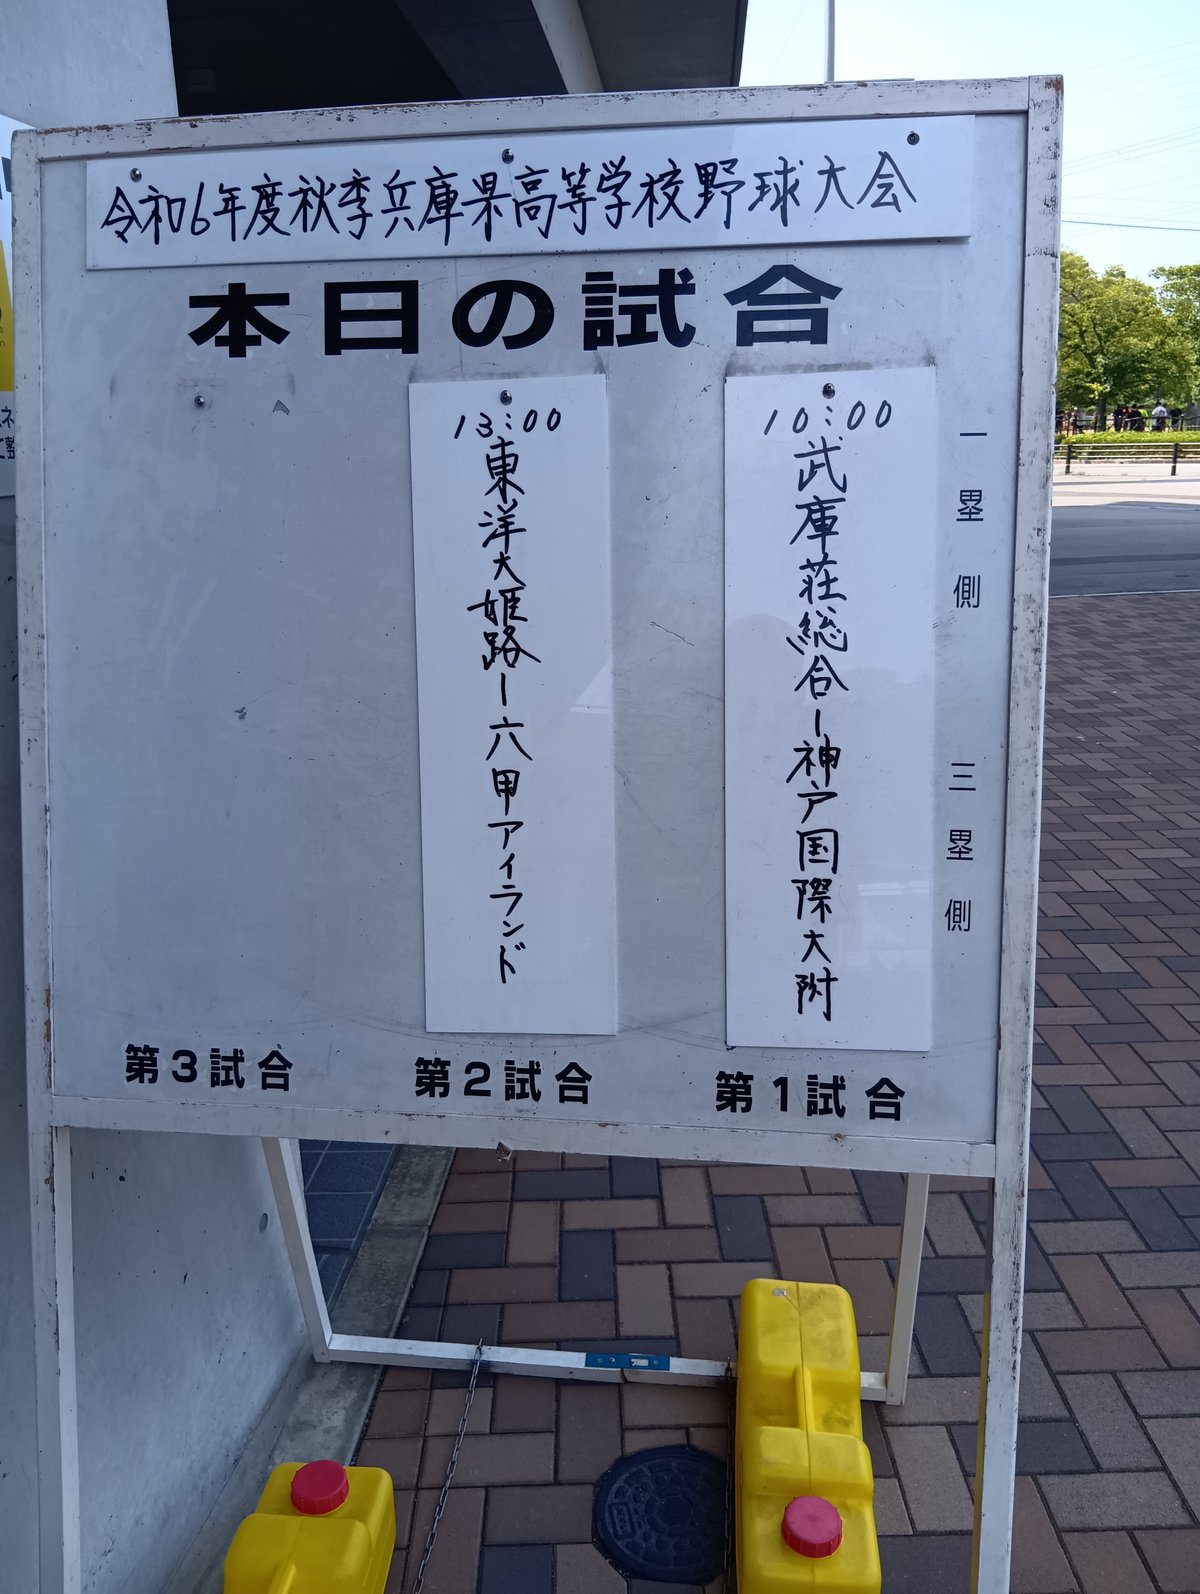 令和6年度秋季兵庫県高等学校野球大会
本日の試合
一塁側
三塁側
10:00
武庫荘総合ー神戸国際大附
第1試合
13:00
東洋大姫路ー六甲アイランド
第2試合
第3試合